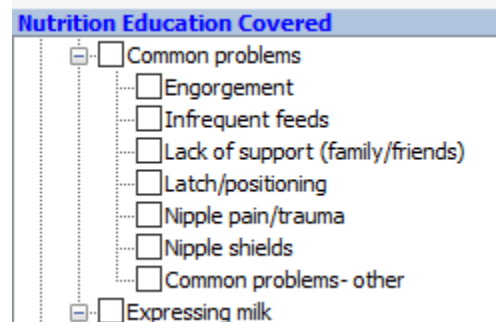 Nutrition Education Covered
Common problems
Engorgement
Infrequent feeds
Lack of support (family/friends)
Latch/positioning
Nipple pain/trauma
Nipple shields
Common problems- other
Expressing milk